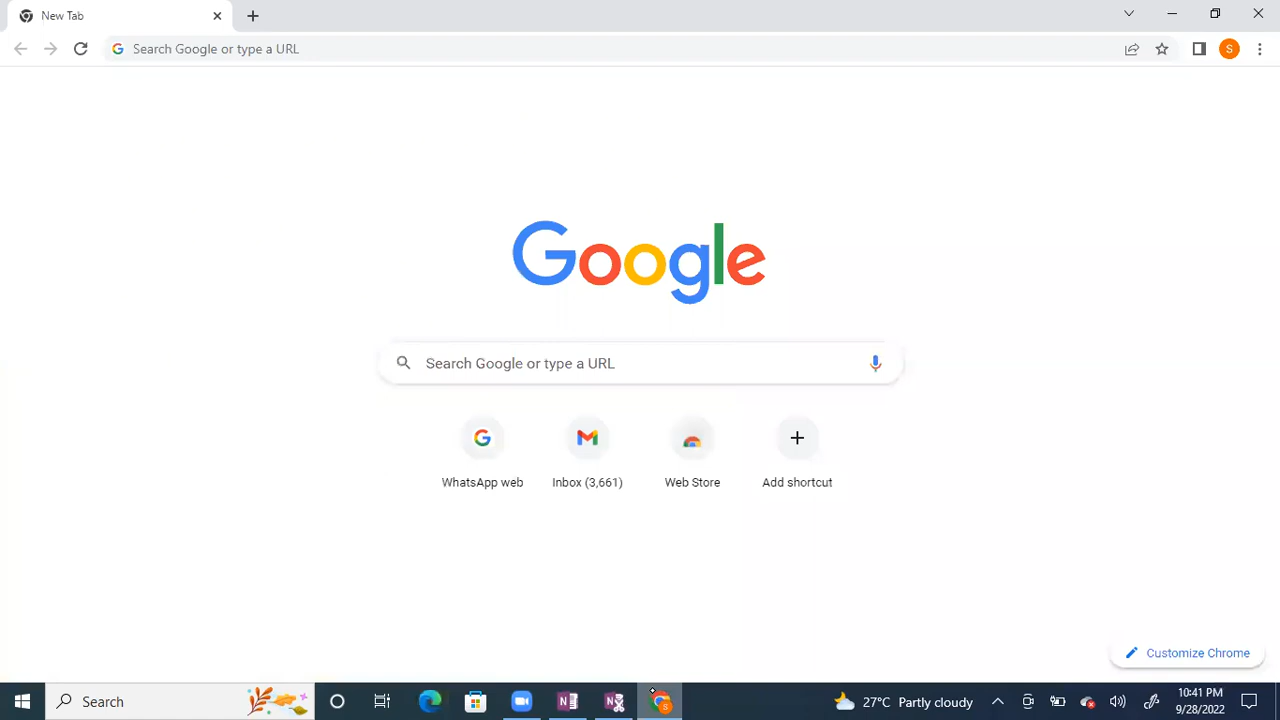 New Tab
Search Google or type a URL
S
Google
Search Google or type a URL
WhatsApp web
Inbox (3,661)
Web Store
Add shortcut
Customize Chrome
Search
27°C Partly cloudy
10:41 PM
9/28/2022